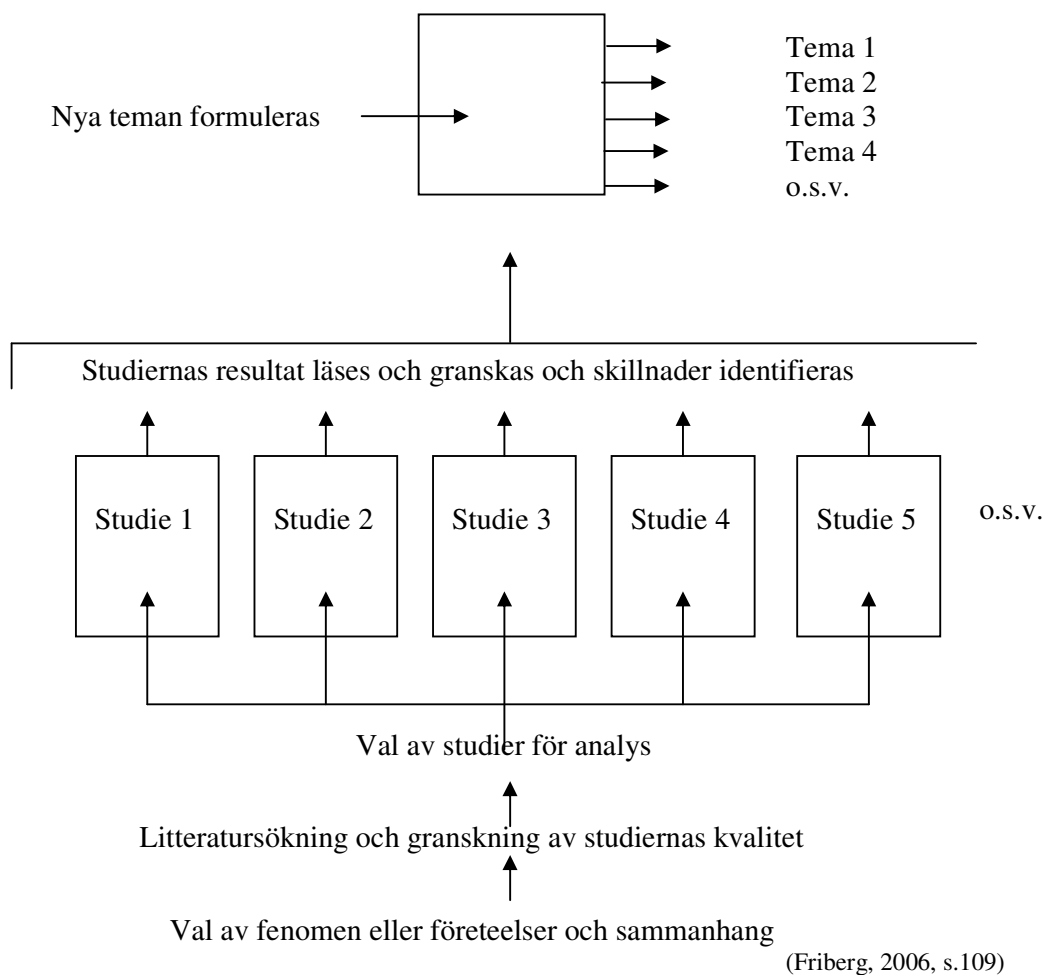 Tema 1
Tema 2
Nya teman formuleras
Tema 3
Tema 4
o.s.v.
Studiernas resultat läses och granskas och skillnader identifieras
Studie 1
Studie 2
Studie 3
Studie 4
Studie 5
o.s.v.
Val av studier för analys
Litteratursökning och granskning av studiernas kvalitet
Val av fenomen eller företeelser och sammanhang
(Friberg, 2006, s.109)